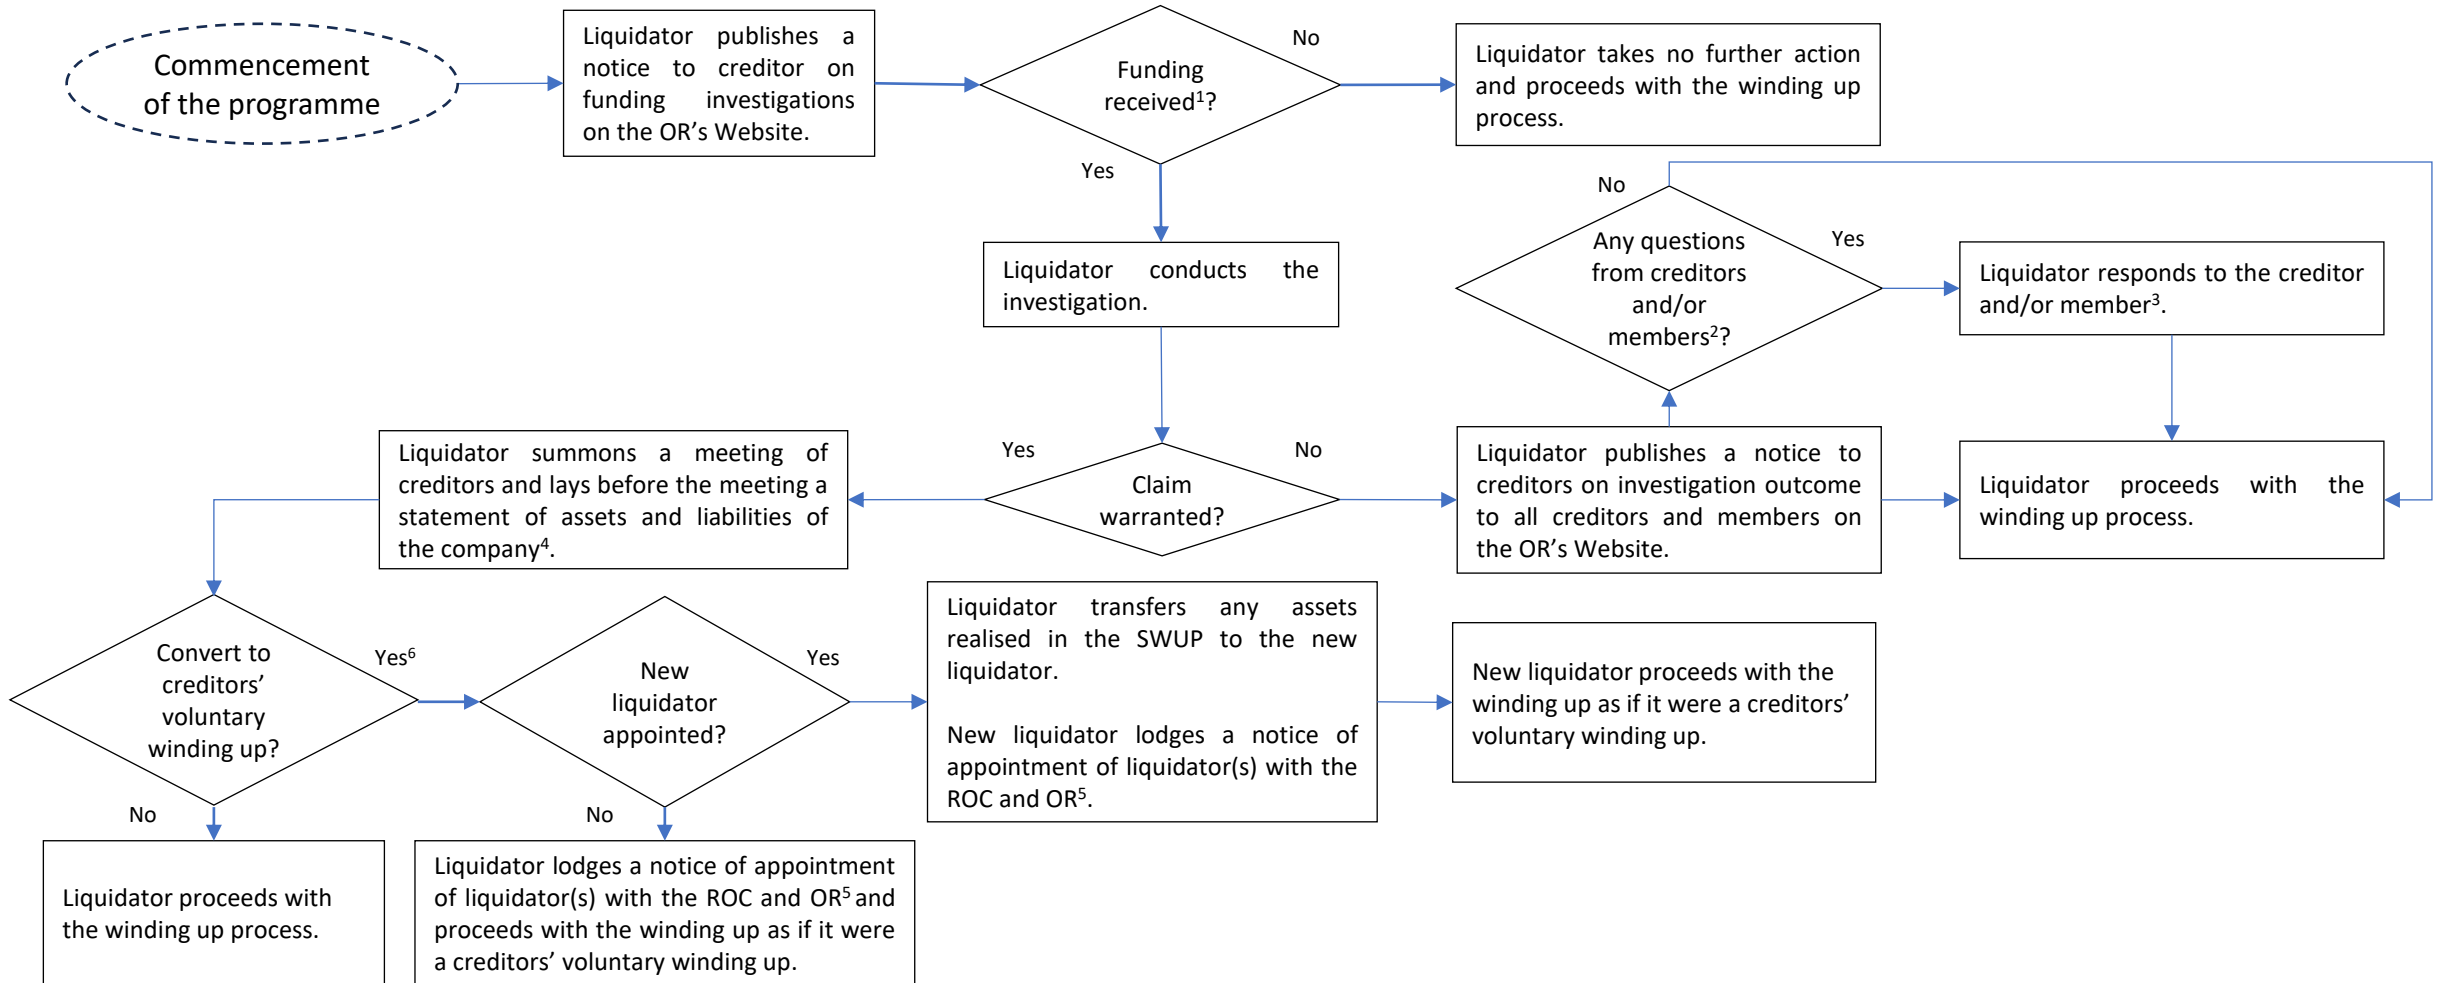 Commencement
of the programme
Liquidator publishes a
notice to creditor on
funding investigations
on the OR’s Website.
Funding
received¹?
No
Liquidator takes no further action
and proceeds with the winding up
process.
Yes
Liquidator conducts the
investigation.
No
Any questions
from creditors
and/or
members²?
Yes
Liquidator responds to the creditor
and/or member³.
Liquidator summons a meeting of
creditors and lays before the meeting a
statement of assets and liabilities of
the company⁴.
Yes
Claim
warranted?
No
Liquidator publishes a notice to
creditors on investigation outcome
to all creditors and members on
the OR’s Website.
Liquidator proceeds with the
winding up process.
Convert to
creditors’
voluntary
winding up?
Yes⁶
New
liquidator
appointed?
Yes
Liquidator transfers any assets
realised in the SWUP to the new
liquidator.
New liquidator lodges a notice of
appointment of liquidator(s) with the
ROC and OR⁵.
New liquidator proceeds with the
winding up as if it were a creditors’
voluntary winding up.
No
No
Liquidator proceeds with
the winding up process.
Liquidator lodges a notice of appointment
of liquidator(s) with the ROC and OR⁵ and
proceeds with the winding up as if it were
a creditors’ voluntary winding up.